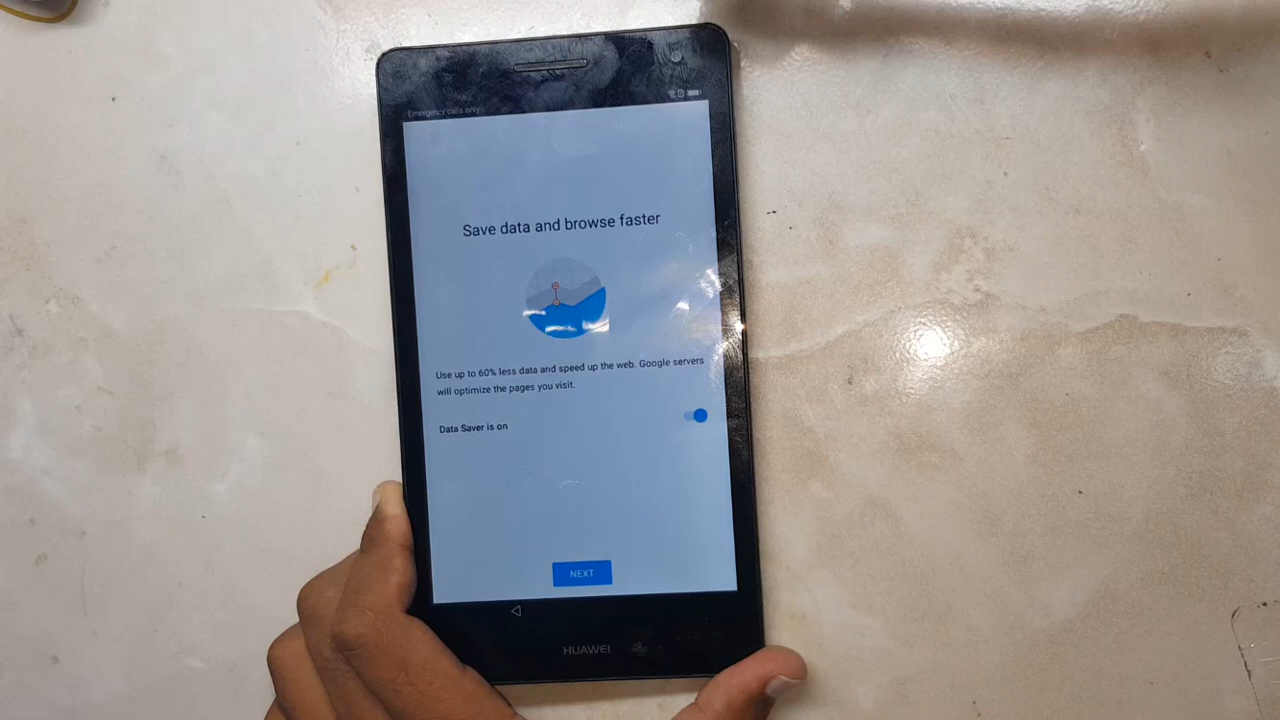 Emergency calls only
Save data and browse faster
Use up to 60% less data and speed up the web. Google servers
will optimize the pages you visit.
Data Saver is on
NEXT
HUAWEI